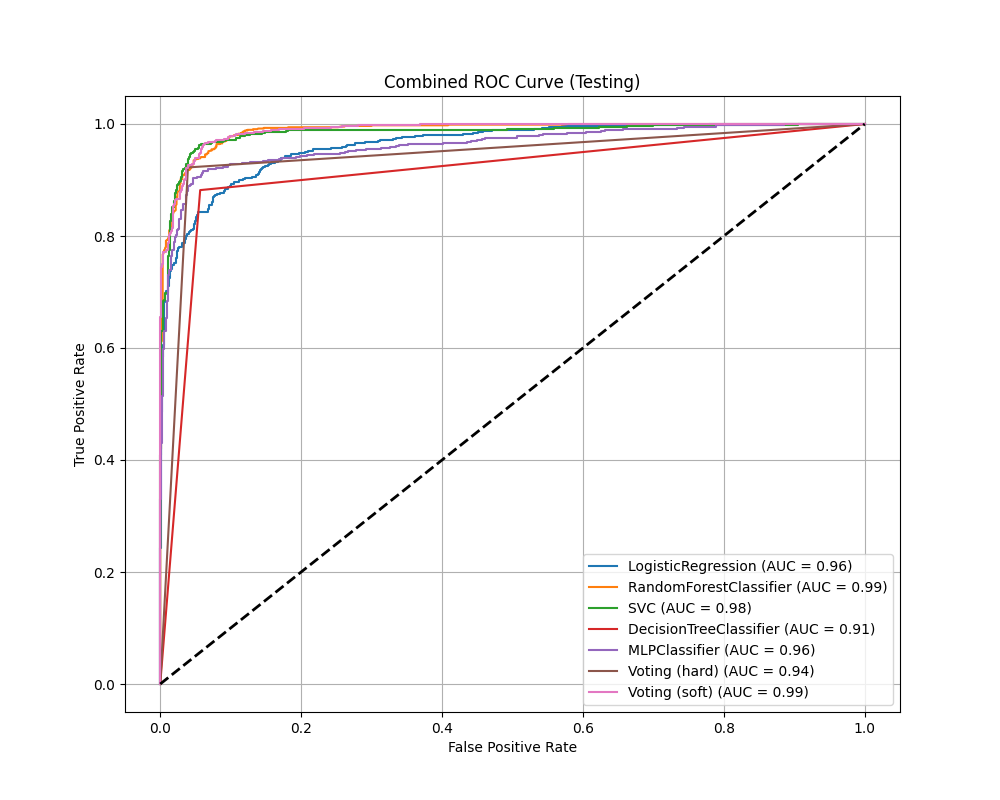 Combined ROC Curve (Testing)
True Positive Rate
1.0
0.8
0.6
0.4
0.2
0.0
LogisticRegression (AUC = 0.96)
RandomForestClassifier (AUC = 0.99)
SVC (AUC = 0.98)
DecisionTreeClassifier (AUC = 0.91)
MLPClassifier (AUC = 0.96)
Voting (hard) (AUC = 0.94)
Voting (soft) (AUC = 0.99)
0.0 0.2 0.4 0.6 0.8 1.0
False Positive Rate